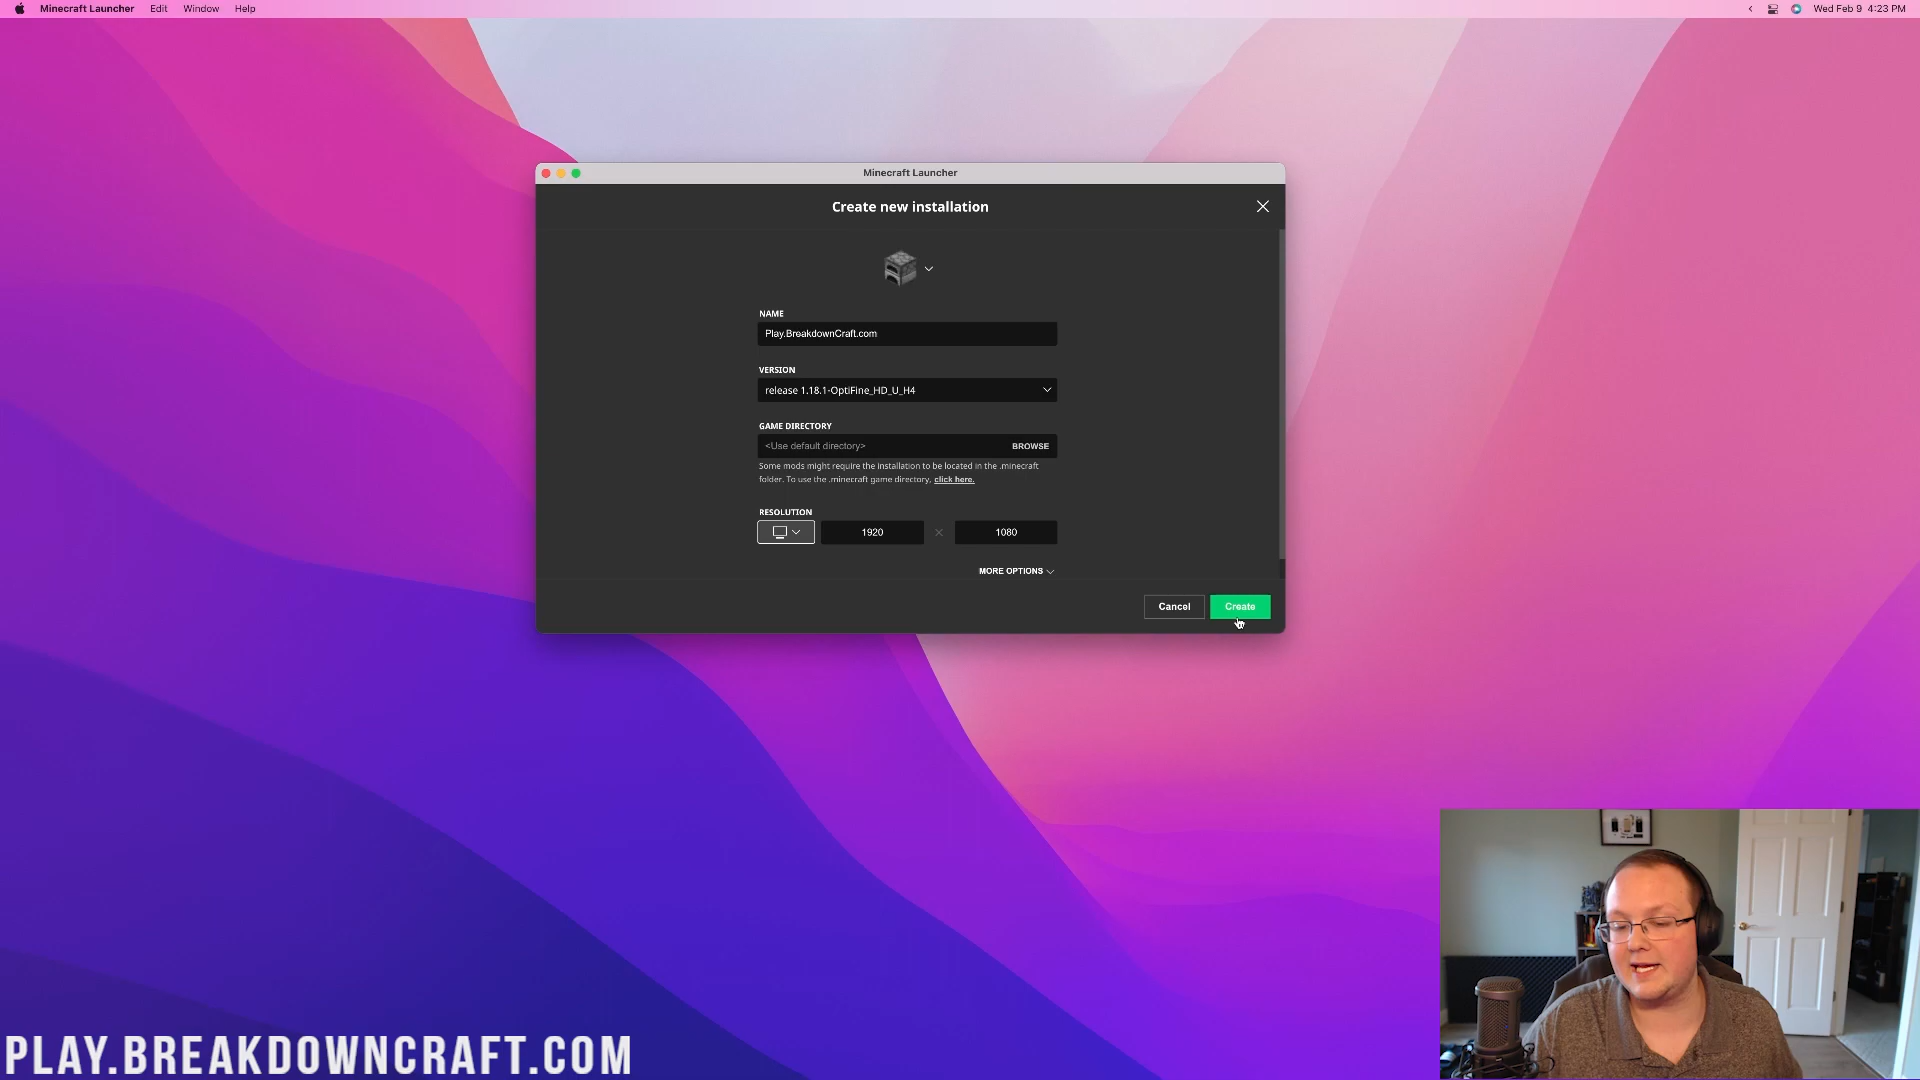 Minecraft Launcher Edit Window Help Wed Feb 9 4:23 PM
Minecraft Launcher
Create new installation
NAME
Play.BreakdownCraft.com
VERSION
release 1.18.1-OptiFine_HD_U_H4
GAME DIRECTORY
<Use default directory> BROWSE
Some mods might require the installation to be located in the .minecraft
folder. To use the .minecraft game directory, click here.
RESOLUTION
1920 × 1080
MORE OPTIONS
Cancel Create
PLAY.BREAKDOWNCRAFT.COM